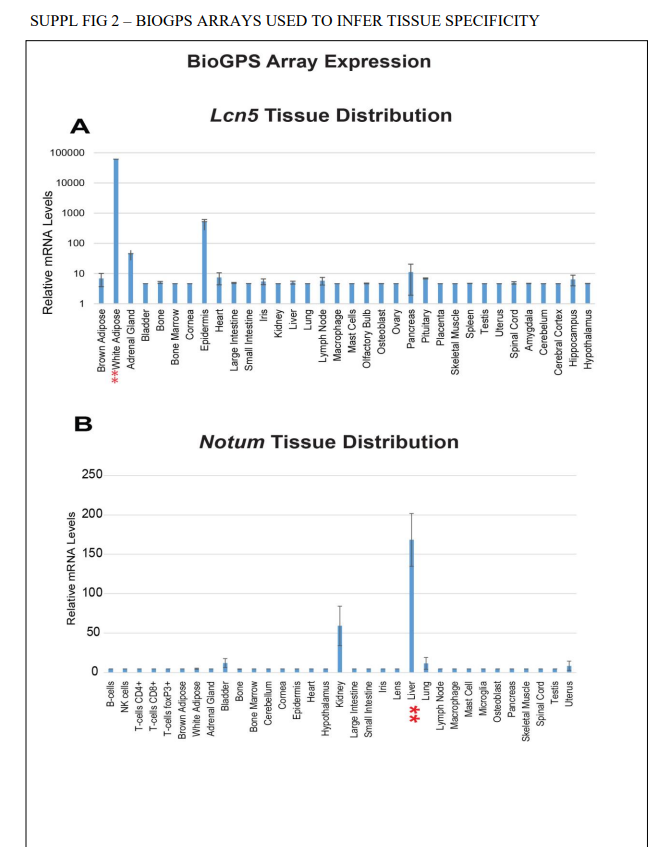 SUPPL FIG 2 – BIOGPS ARRAYS USED TO INFER TISSUE SPECIFICITY
BioGPS Array Expression
A
Lcn5 Tissue Distribution
Relative mRNA Levels
100000
10000
1000
100
10
1
Brown Adipose
**White Adipose
Adrenal Gland
Bladder
Bone
Bone Marrow
Cornea
Epidermis
Heart
Large Intestine
Small Intestine
Iris
Kidney
Liver
Lung
Lymph Node
Macrophage
Mast Cells
Olfactory Bulb
Osteoblast
Ovary
Pancreas
Pituitary
Placenta
Skeletal Muscle
Spleen
Testis
Uterus
Spinal Cord
Amygdala
Cerebelum
Cerebral Cortex
Hippocampus
Hypothalamus
B
Notum Tissue Distribution
Relative mRNA Levels
250
200
150
100
50
0
B-cells
NK cells
T-cells CD4+
T-cells CD8+
T-cells foxP3+
Brown Adipose
White Adipose
Adrenal Gland
Bladder
Bone
Bone Marrow
Cerebellum
Cornea
Epidermis
Heart
Hypothalamus
Kidney
Large Intestine
Small Intestine
Iris
Lens
** Liver
Lung
Lymph Node
Macrophage
Mast Cell
Microglia
Osteoblast
Pancreas
Skeletal Muscle
Spinal Cord
Testis
Uterus